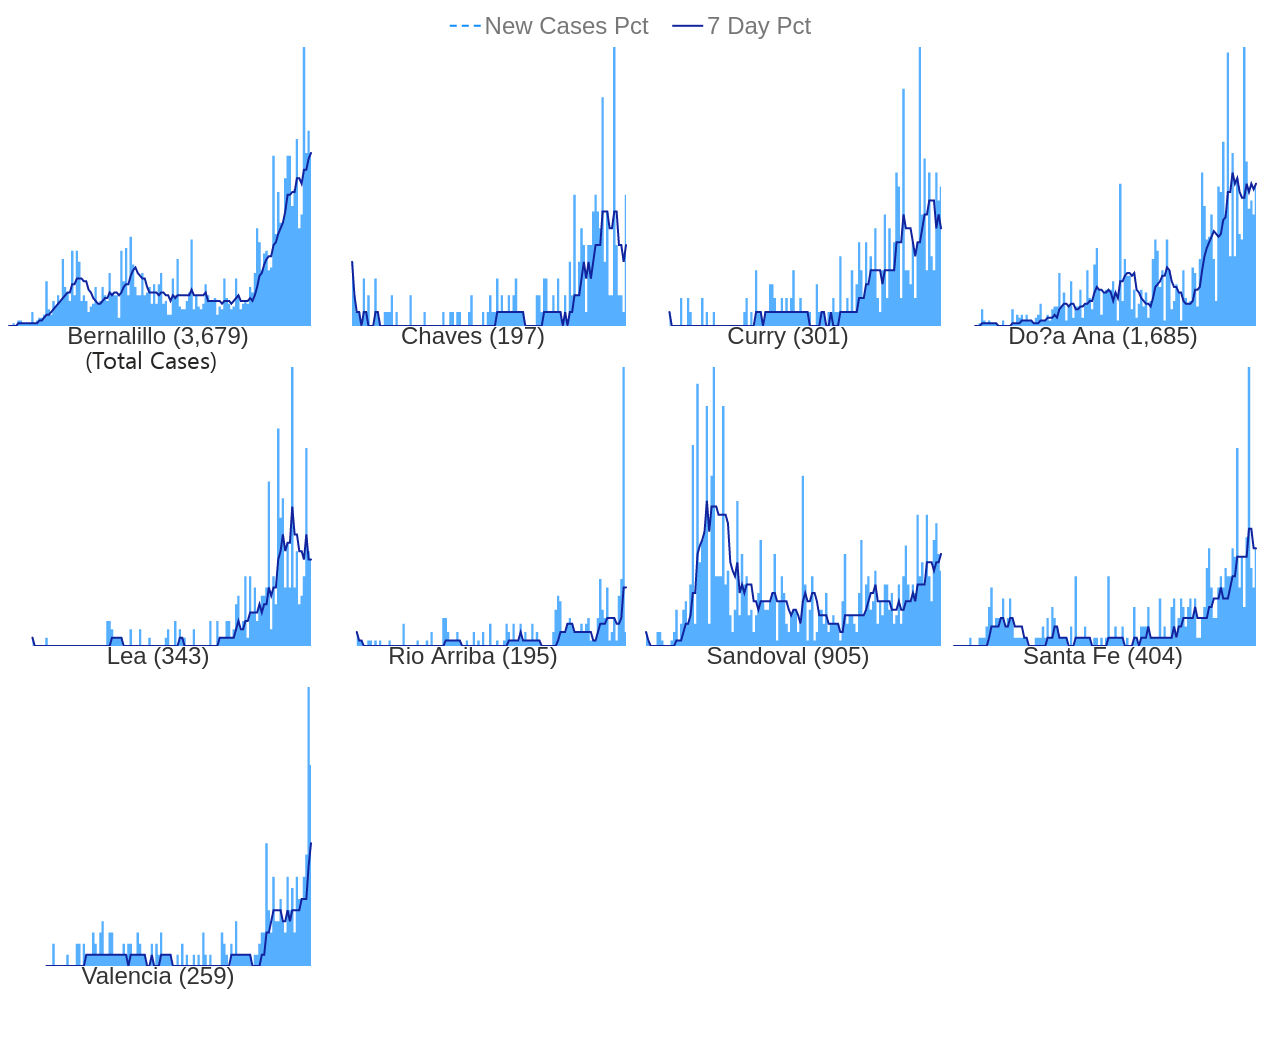 New Cases Pct 7 Day Pct
Bernalillo (3,679) Chaves (197) Curry (301) Do?a Ana (1,685)
(Total Cases)
Lea (343) Rio Arriba (195) Sandoval (905) Santa Fe (404)
Valencia (259)